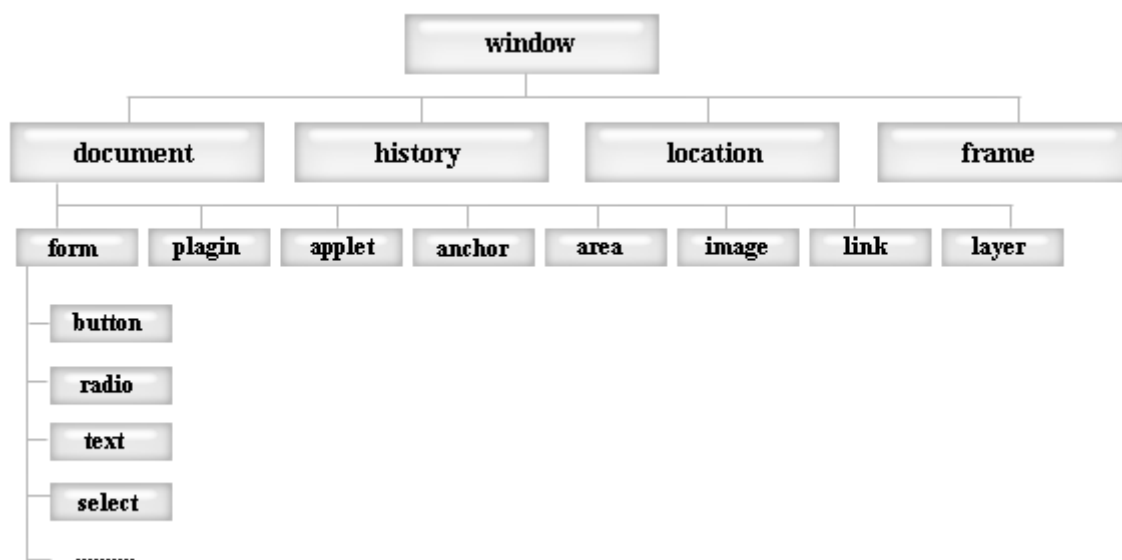 window
document history location frame
form plagin applet anchor area image link layer
button
radio
text
select